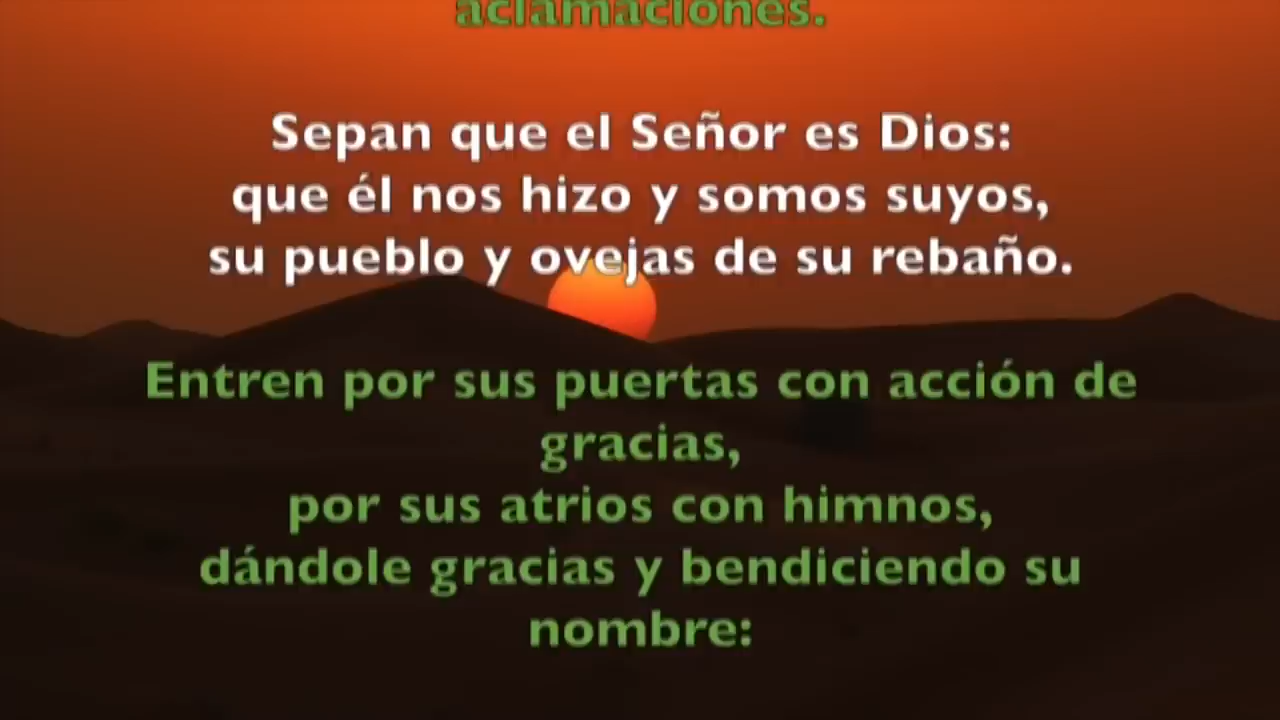 aclamaciones.
Sepan que el Señor es Dios:
que él nos hizo y somos suyos,
su pueblo y ovejas de su rebaño.
Entren por sus puertas con acción de
gracias,
por sus atrios con himnos,
dándole gracias y bendiciendo su
nombre: